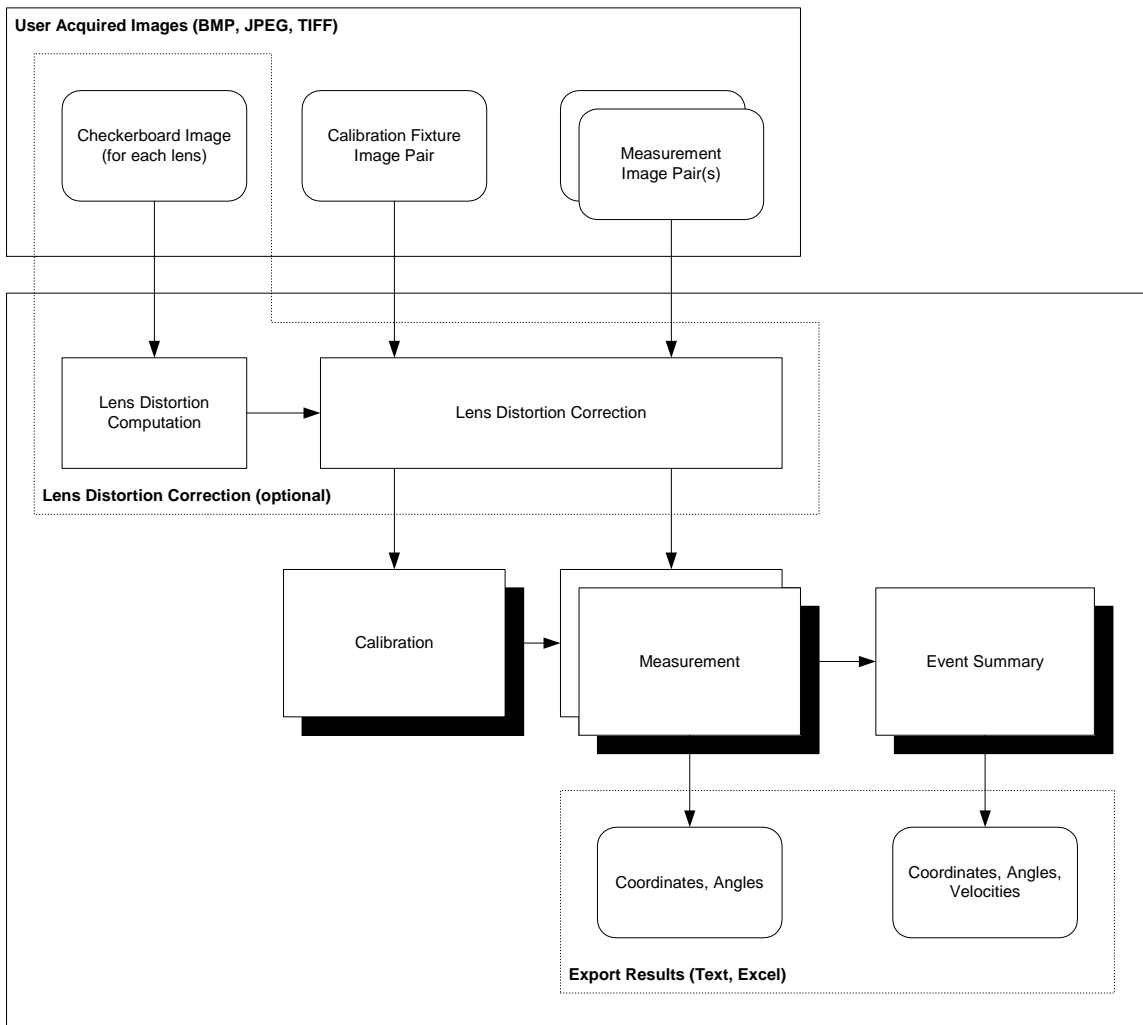 User Acquired Images (BMP, JPEG, TIFF)
Checkerboard Image
(for each lens)
Calibration Fixture
Image Pair
Measurement
Image Pair(s)
Lens Distortion
Computation
Lens Distortion Correction
Lens Distortion Correction (optional)
Calibration
Measurement
Event Summary
Coordinates, Angles
Coordinates, Angles,
Velocities
Export Results (Text, Excel)